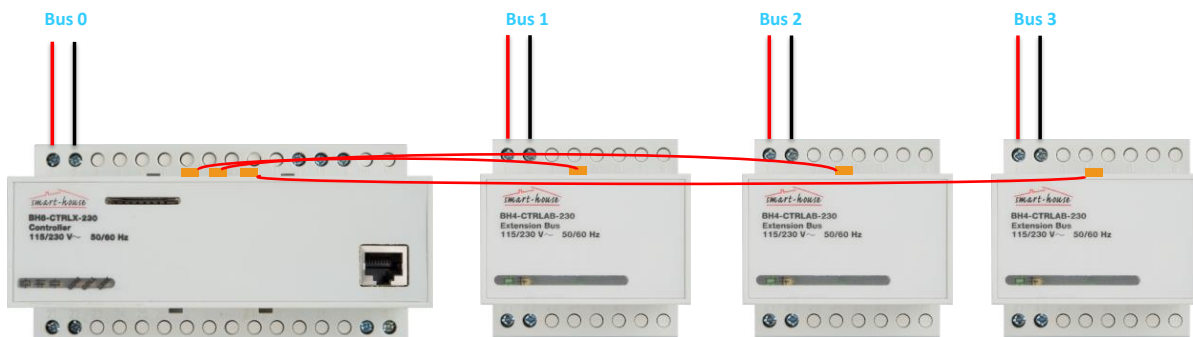 Bus 0
Bus 1
Bus 2
Bus 3
smart-house
BH8-CTRLX-230
Controller
115/230 V～ 50/60 Hz
smart-house
BH4-CTRLAB-230
Extension Bus
115/230 V～ 50/60 Hz
smart-house
BH4-CTRLAB-230
Extension Bus
115/230 V～ 50/60 Hz
smart-house
BH4-CTRLAB-230
Extension Bus
115/230 V～ 50/60 Hz